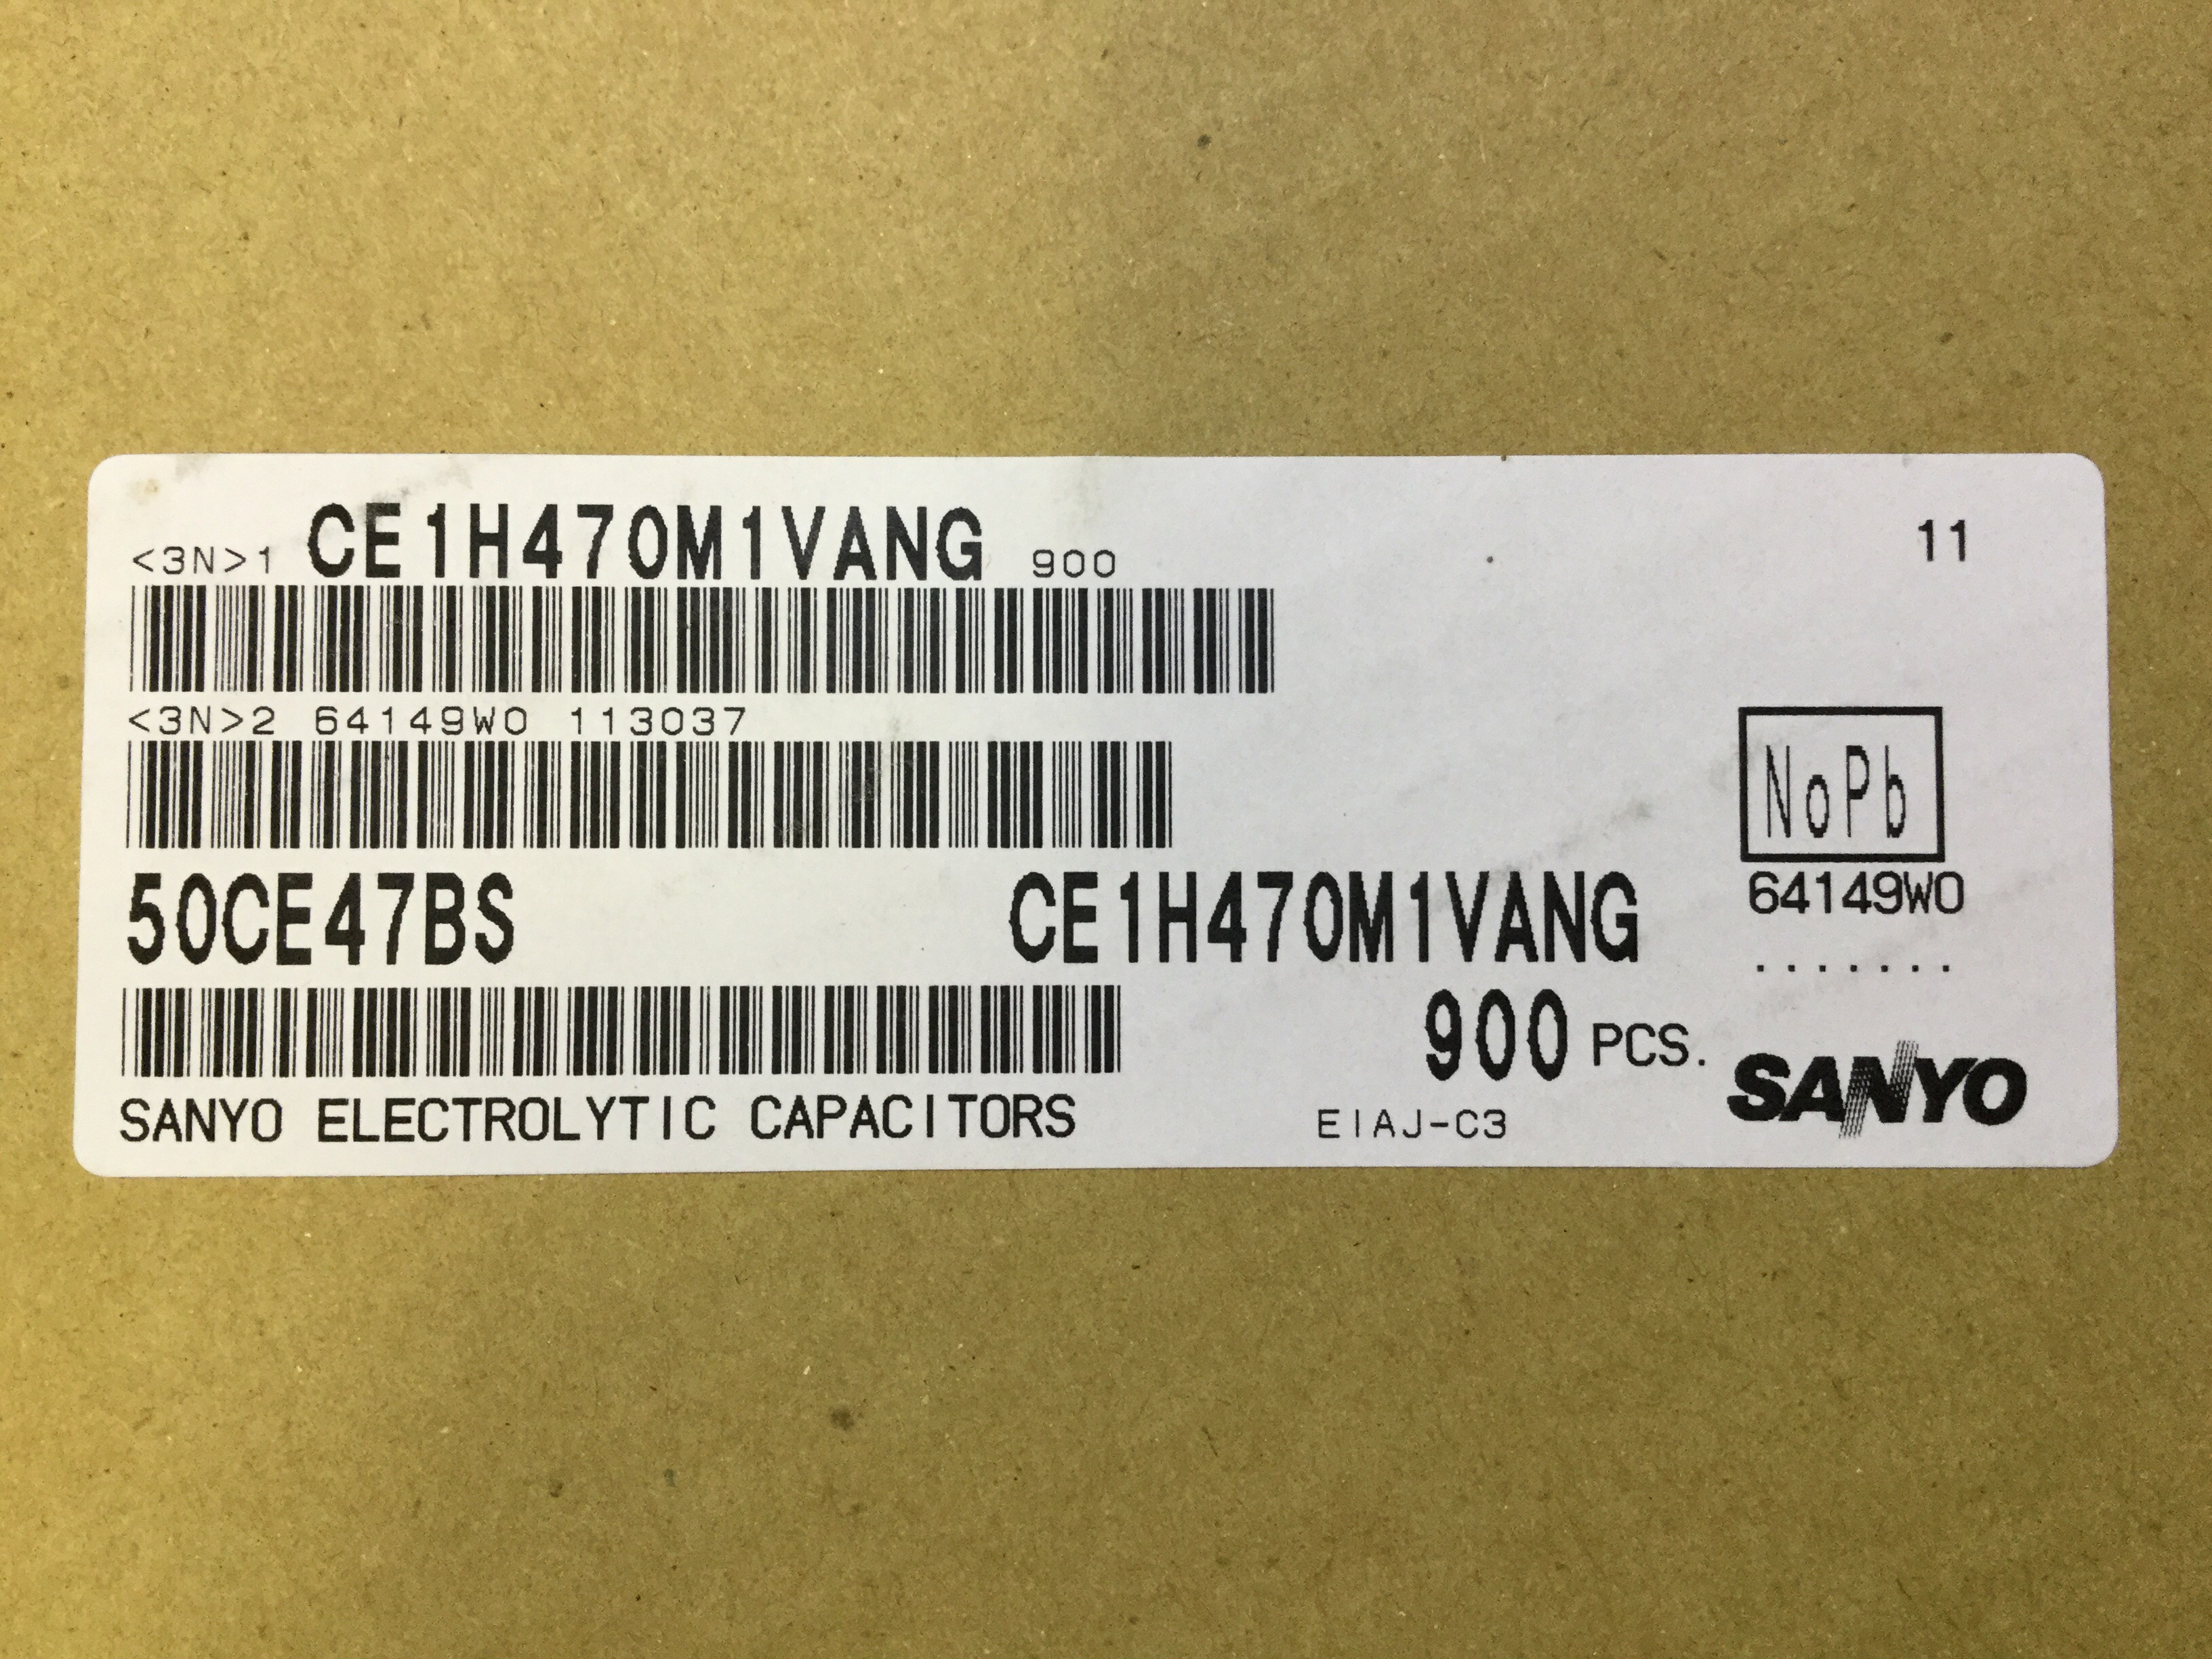 <3N>1 CE1H470M1VANG 900
11
<3N>2 64149W0 113037
NoPb
64149W0
50CE47BS CE1H470M1VANG
.......
900 PCS.
SANYO
SANYO ELECTROLYTIC CAPACITORS EIAJ-C3